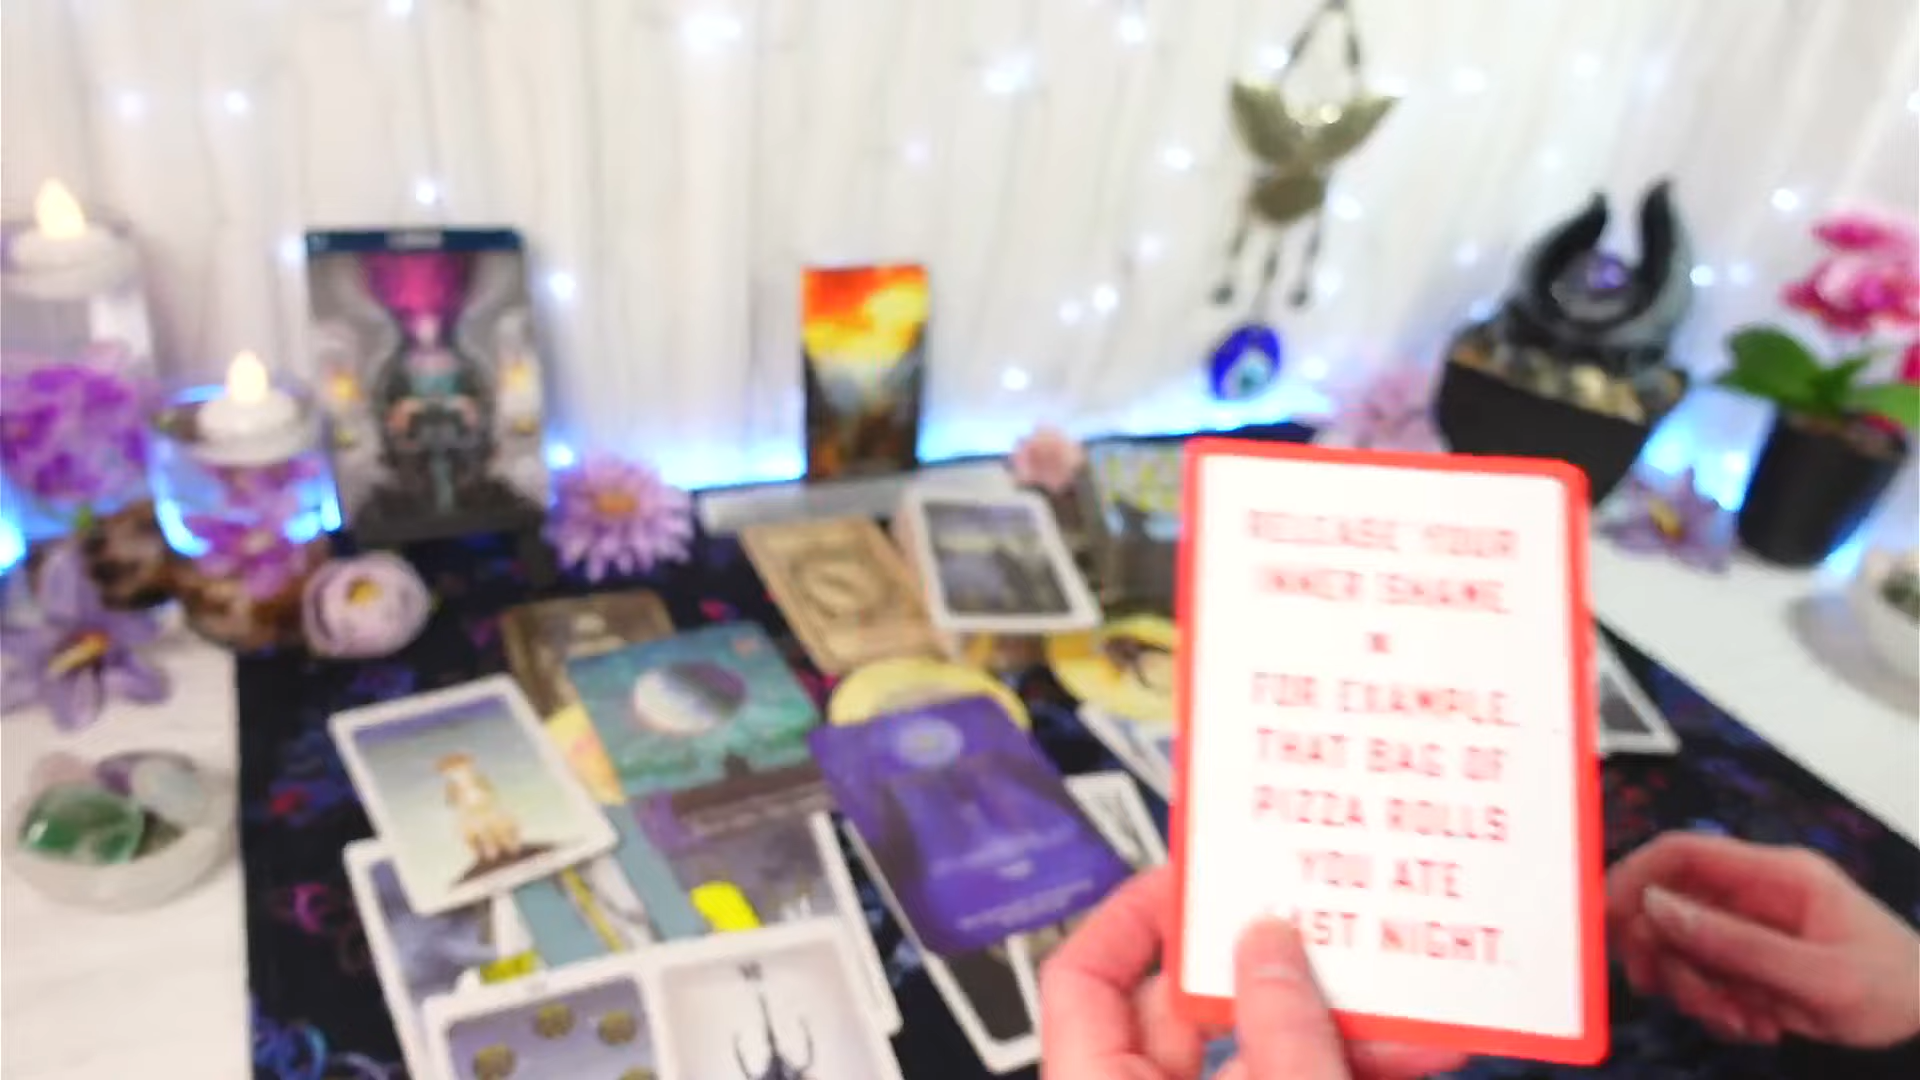 RELEASE YOUR
INNER SHAME
FOR EXAMPLE,
THAT BAG OF
PIZZA ROLLS
YOU ATE
LAST NIGHT.